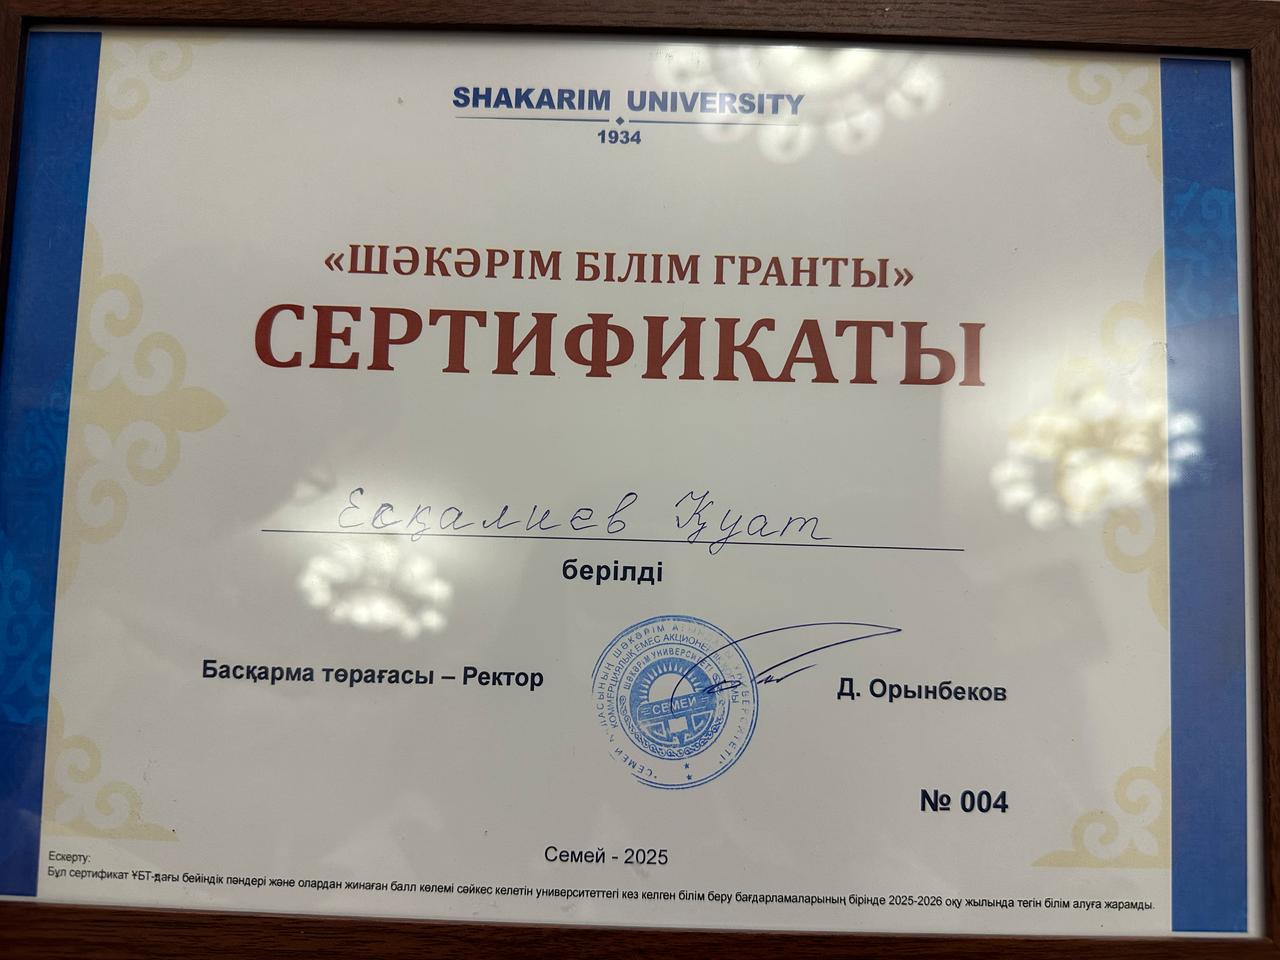 SHAKARIM UNIVERSITY
1934
«ШӘКӘРІМ БІЛІМ ГРАНТЫ»
СЕРТИФИКАТЫ
Есқалиев Қуат
берілді
Басқарма төрағасы – Ректор
Д. Орынбеков
СЕМЕЙ
№ 004
Семей - 2025
Ескерту:
Бұл сертификат ҰБТ-дағы бейіндік пәндері және олардан жинаған балл көлемі сәйкес келетін университеттегі кез келген білім беру бағдарламаларының бірінде 2025-2026 оқу жылында тегін білім алуға жарамды.